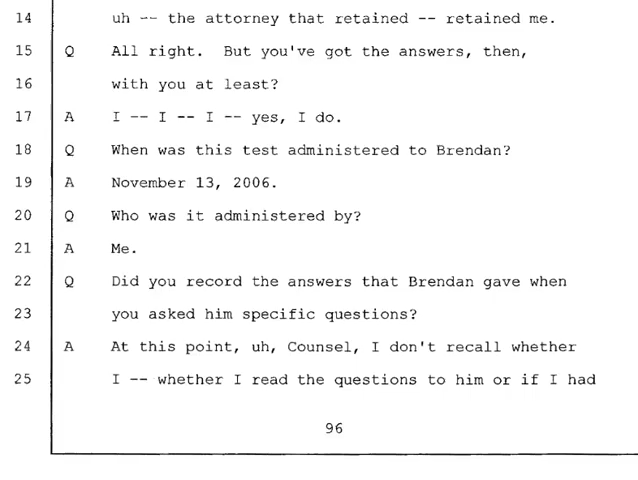 14 uh -- the attorney that retained -- retained me.
15 Q All right. But you've got the answers, then,
16 with you at least?
17 A I -- I -- I -- yes, I do.
18 Q When was this test administered to Brendan?
19 A November 13, 2006.
20 Q Who was it administered by?
21 A Me.
22 Q Did you record the answers that Brendan gave when
23 you asked him specific questions?
24 A At this point, uh, Counsel, I don't recall whether
25 I -- whether I read the questions to him or if I had
96